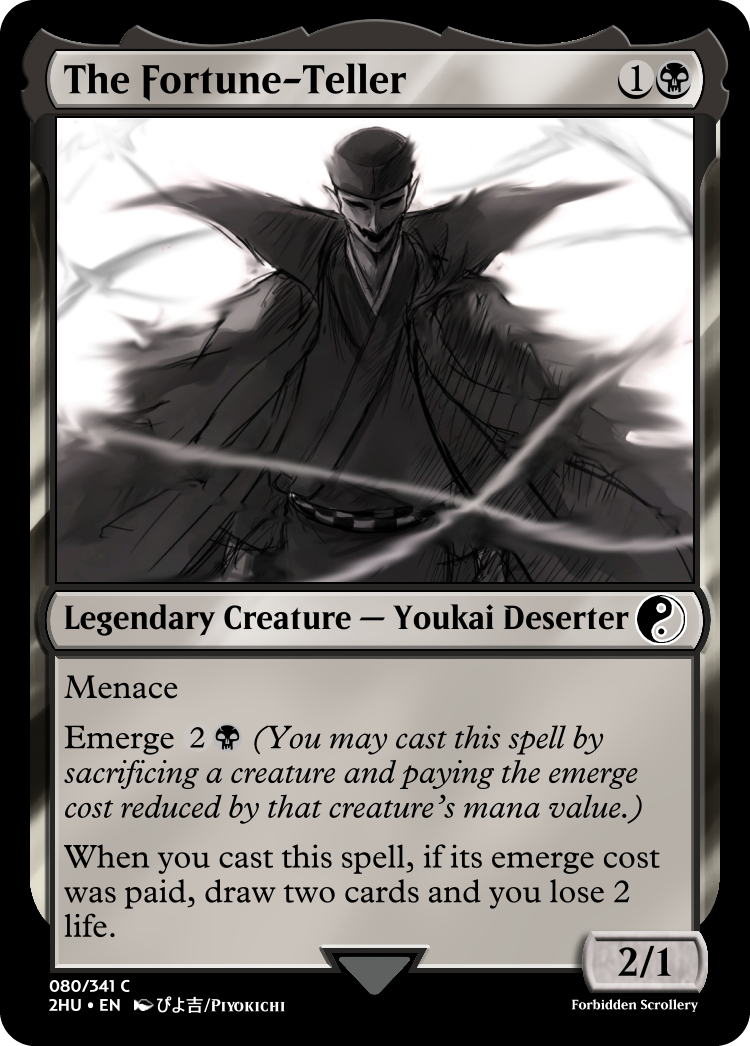 The Fortune-Teller 1
Legendary Creature — Youkai Deserter
Menace
Emerge 2 (You may cast this spell by
sacrificing a creature and paying the emerge
cost reduced by that creature's mana value.)
When you cast this spell, if its emerge cost
was paid, draw two cards and you lose 2
life.
2/1
080/341 C
2HU • EN ぴよ吉/Piyokichi
Forbidden Scrollery